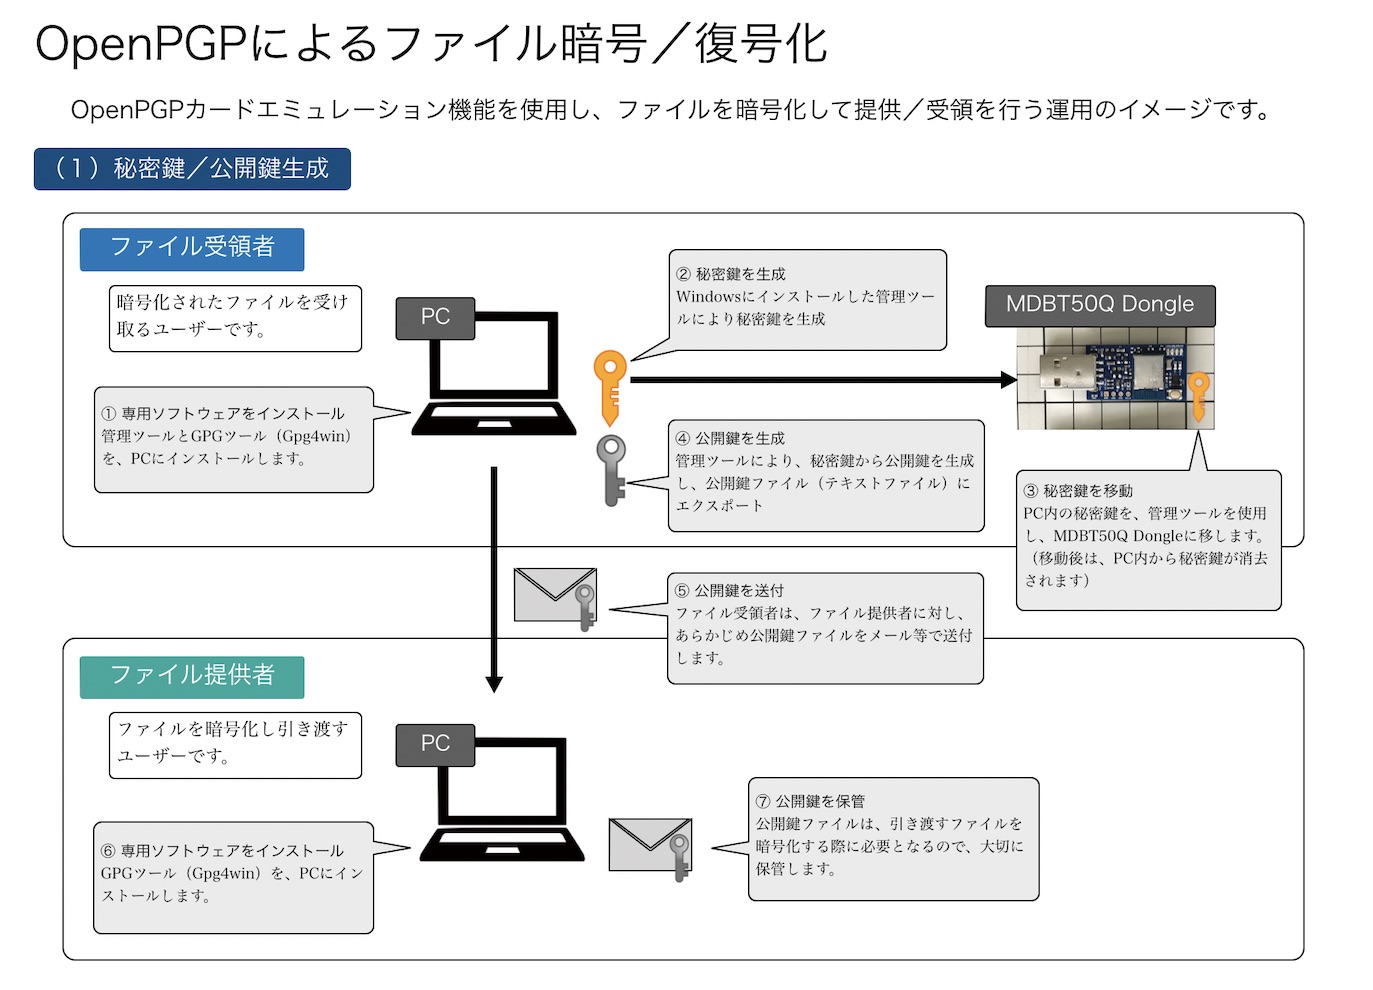 OpenPGPによるファイル暗号／復号化
OpenPGPカードエミュレーション機能を使用し、ファイルを暗号化して提供／受領を行う運用のイメージです。
（１）秘密鍵／公開鍵生成
ファイル受領者
暗号化されたファイルを受け
取るユーザーです。
PC
① 専用ソフトウェアをインストール
管理ツールとGPGツール（Gpg4win）
を、PCにインストールします。
② 秘密鍵を生成
Windowsにインストールした管理ツー
ルにより秘密鍵を生成
MDBT50Q Dongle
④ 公開鍵を生成
管理ツールにより、秘密鍵から公開鍵を生成
し、公開鍵ファイル（テキストファイル）に
エクスポート
③ 秘密鍵を移動
PC内の秘密鍵を、管理ツールを使用
し、MDBT50Q Dongleに移します。
（移動後は、PC内から秘密鍵が消去
されます）
⑤ 公開鍵を送付
ファイル受領者は、ファイル提供者に対し、
あらかじめ公開鍵ファイルをメール等で送付
します。
ファイル提供者
ファイルを暗号化し引き渡す
ユーザーです。
PC
⑥ 専用ソフトウェアをインストール
GPGツール（Gpg4win）を、PCにイン
ストールします。
⑦ 公開鍵を保管
公開鍵ファイルは、引き渡すファイルを
暗号化する際に必要となるので、大切に
保管します。